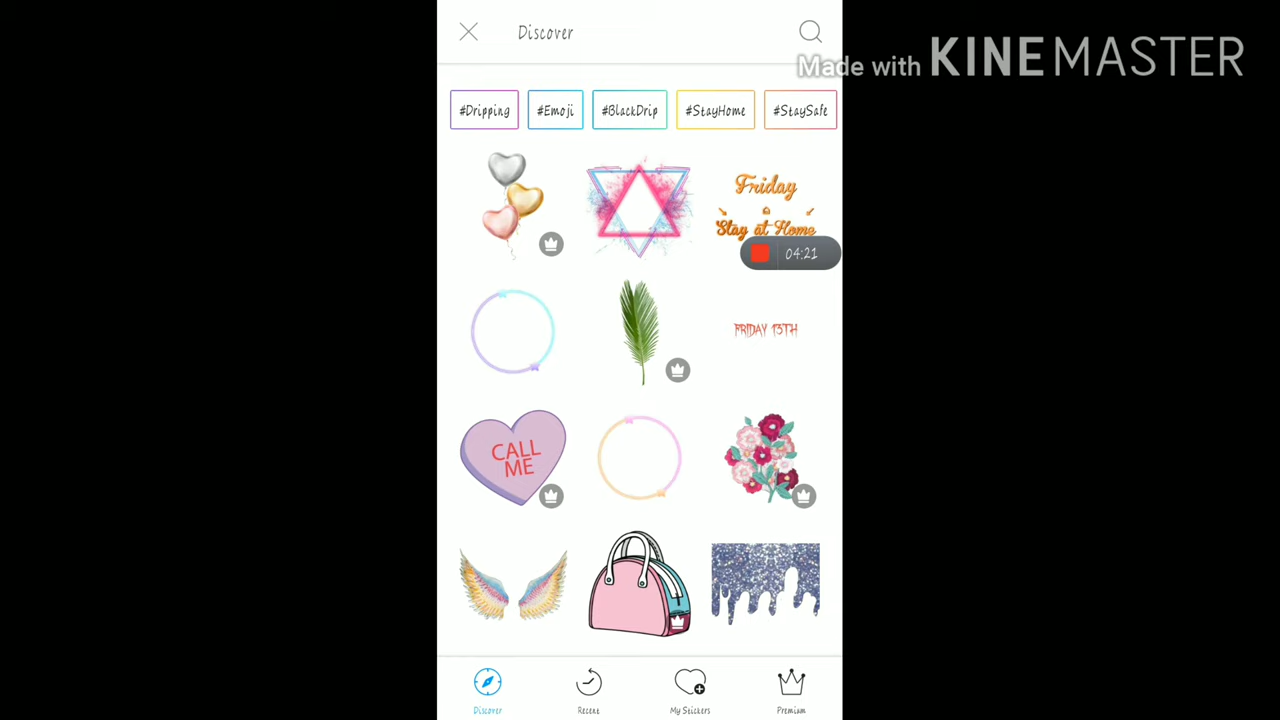 Discover
Made with KINEMASTER
#Dripping #Emoji #BlackDrip #StayHome #StaySafe
Friday
Stay at Home
04:21
FRIDAY 13TH
CALL
ME
Discover Recent My Stickers Premium